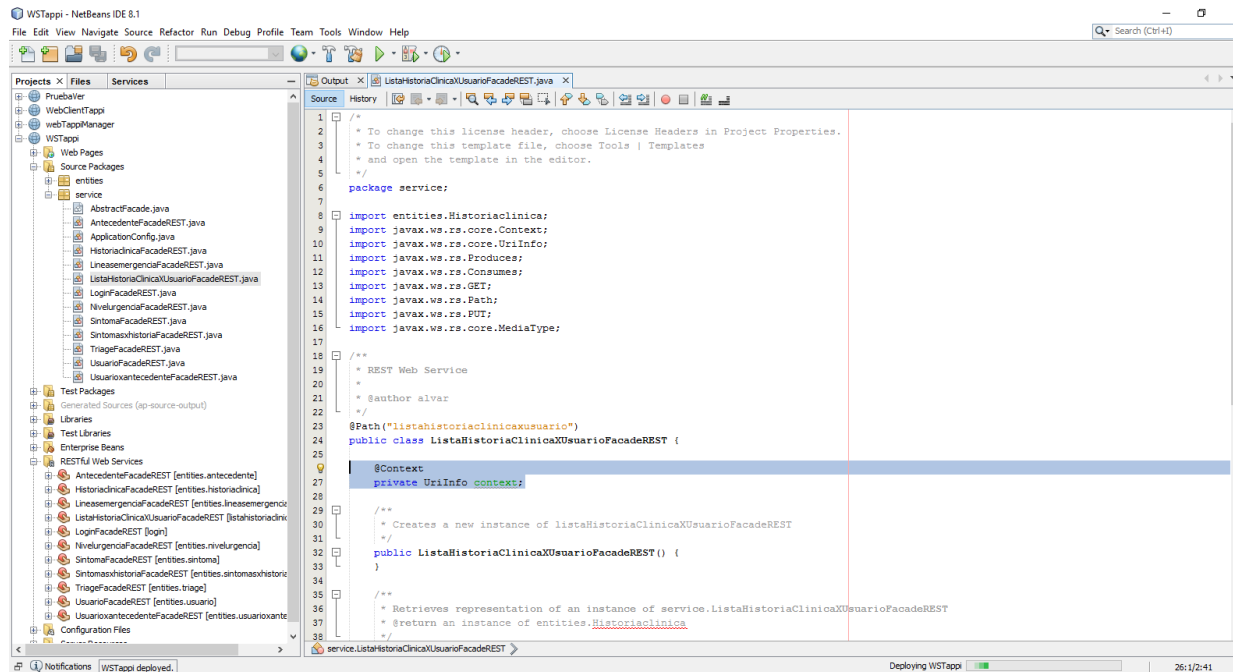 WSTappi - NetBeans IDE 8.1
File Edit View Navigate Source Refactor Run Debug Profile Team Tools Window Help
Search (Ctrl+I)
Projects Files Services
PruebaVer
WebClientTappi
webTappiManager
WSTappi
Web Pages
Source Packages
entities
service
AbstractFacade.java
AntecedenteFacadeREST.java
ApplicationConfig.java
HistoriaclinicaFacadeREST.java
LineasemergenciaFacadeREST.java
ListaHistoriaClinicaXUsuarioFacadeREST.java
LoginFacadeREST.java
NivelurgenciaFacadeREST.java
SintomaFacadeREST.java
SintomasxhistoriaFacadeREST.java
TriageFacadeREST.java
UsuarioFacadeREST.java
UsuarioxantecedenteFacadeREST.java
Test Packages
Generated Sources (ap-source-output)
Libraries
Test Libraries
Enterprise Beans
RESTful Web Services
AntecedenteFacadeREST [entities.antecedente]
HistoriaclinicaFacadeREST [entities.historiaclinica]
LineasemergenciaFacadeREST [entities.lineasemergencia
ListaHistoriaClinicaXUsuarioFacadeREST [listahistoriaclinic
LoginFacadeREST [login]
NivelurgenciaFacadeREST [entities.nivelurgencia]
SintomaFacadeREST [entities.sintoma]
SintomasxhistoriaFacadeREST [entities.sintomasxhistoria
TriageFacadeREST [entities.triage]
UsuarioFacadeREST [entities.usuario]
UsuarioxantecedenteFacadeREST [entities.usuarioxante
Configuration Files
Output ListaHistoriaClinicaXUsuarioFacadeREST.java
Source History
1 /*
2 * To change this license header, choose License Headers in Project Properties.
3 * To change this template file, choose Tools | Templates
4 * and open the template in the editor.
5 */
6 package service;
7
8 import entities.Historiaclinica;
9 import javax.ws.rs.core.Context;
10 import javax.ws.rs.core.UriInfo;
11 import javax.ws.rs.Produces;
12 import javax.ws.rs.Consumes;
13 import javax.ws.rs.GET;
14 import javax.ws.rs.Path;
15 import javax.ws.rs.PUT;
16 import javax.ws.rs.core.MediaType;
17
18 /**
19 * REST Web Service
20 *
21 * @author alvar
22 */
23 @Path("listahistoriaclinicaxusuario")
24 public class ListaHistoriaClinicaXUsuarioFacadeREST {
25
@Context
27 private UriInfo context;
28
29 /**
30 * Creates a new instance of listaHistoriaClinicaXUsuarioFacadeREST
31 */
32 public ListaHistoriaClinicaXUsuarioFacadeREST() {
33 }
34
35 /**
36 * Retrieves representation of an instance of service.ListaHistoriaClinicaXUsuarioFacadeREST
37 * @return an instance of entities.Historiaclinica
38 */
service.ListaHistoriaClinicaXUsuarioFacadeREST
Notifications WSTappi deployed.
Deploying WSTappi
26:1/2:41